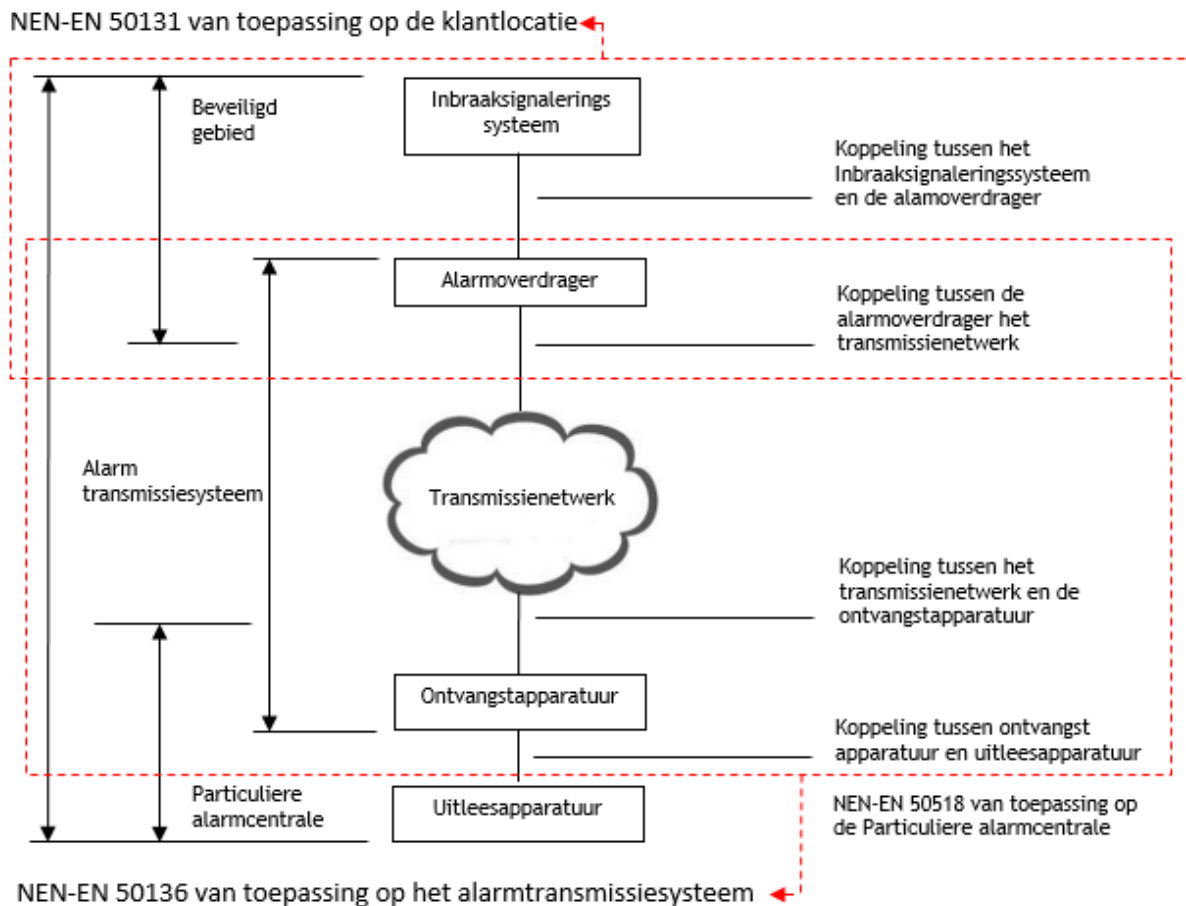 NEN-EN 50131 van toepassing op de klantlocatie
Beveiligd
gebied
Inbraaksignalerings
systeem
Koppeling tussen het
Inbraaksignaleringssysteem
en de alamoverdrager
Alarmoverdrager
Koppeling tussen de
alarmoverdrager het
transmissienetwerk
Alarm
transmissiesysteem
Transmissienetwerk
Koppeling tussen het
transmissienetwerk en de
ontvangstapparatuur
Ontvangstapparatuur
Koppeling tussen ontvangst
apparatuur en uitleesapparatuur
Particuliere
alarmcentrale
Uitleesapparatuur
NEN-EN 50518 van toepassing op
de Particuliere alarmcentrale
NEN-EN 50136 van toepassing op het alarmtransmissiesysteem